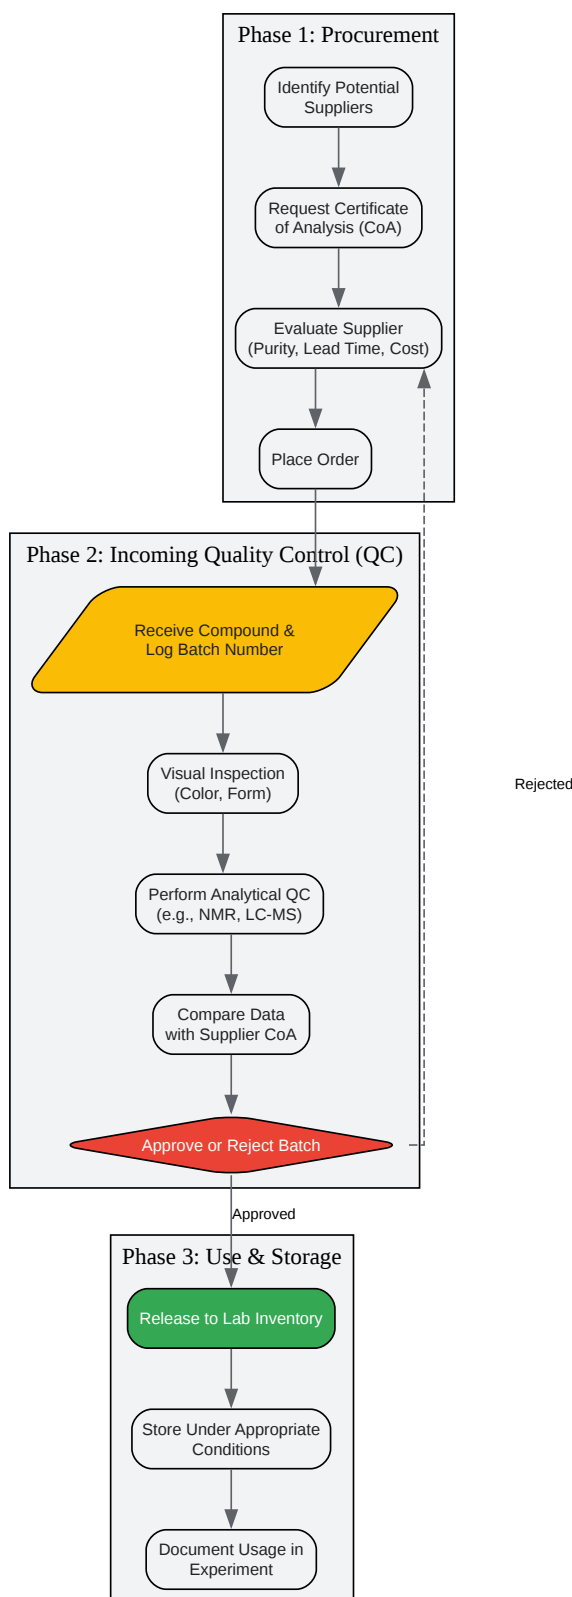 Phase 1: Procurement
Identify Potential
Suppliers
Request Certificate
of Analysis (CoA)
Evaluate Supplier
(Purity, Lead Time, Cost)
Place Order
Phase 2: Incoming Quality Control (QC)
Receive Compound &
Log Batch Number
Visual Inspection
(Color, Form)
Rejected
Perform Analytical QC
(e.g., NMR, LC-MS)
Compare Data
with Supplier CoA
Approve or Reject Batch
Approved
Phase 3: Use & Storage
Release to Lab Inventory
Store Under Appropriate
Conditions
Document Usage in
Experiment